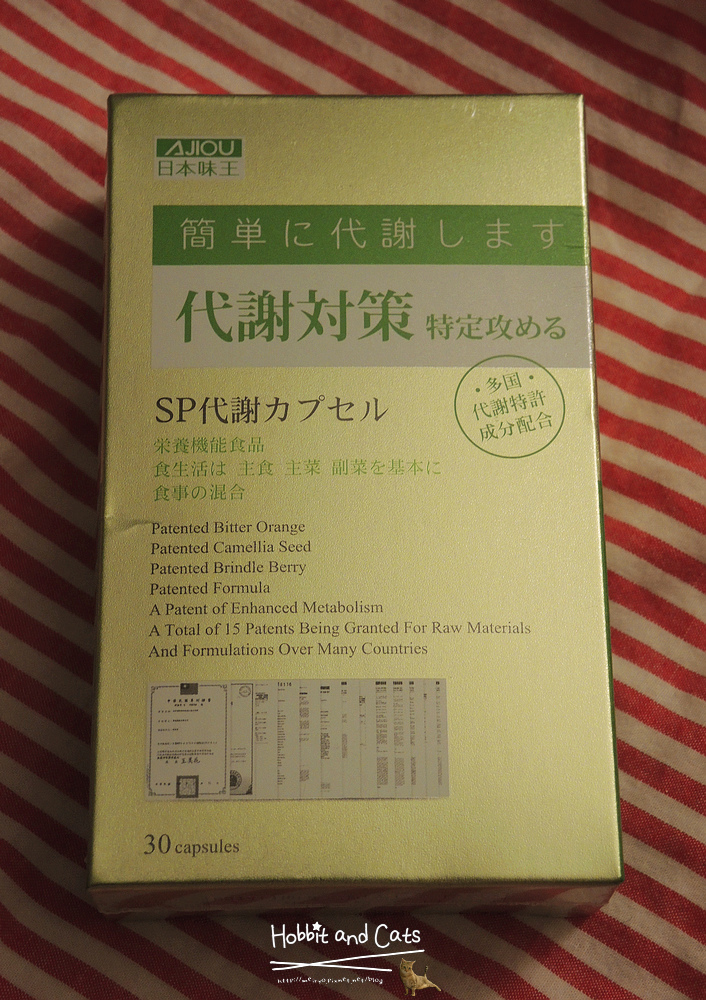 AJIOU
日本味王
簡単に代謝します
代謝対策 特定攻める
・多国・
代謝特許
成分配合
SP代謝カプセル
栄養機能食品
食生活は 主食 主菜 副菜を基本に
食事の混合
Patented Bitter Orange
Patented Camellia Seed
Patented Brindle Berry
Patented Formula
A Patent of Enhanced Metabolism
A Total of 15 Patents Being Granted For Raw Materials
And Formulations Over Many Countries
30 capsules
Hobbit and Cats